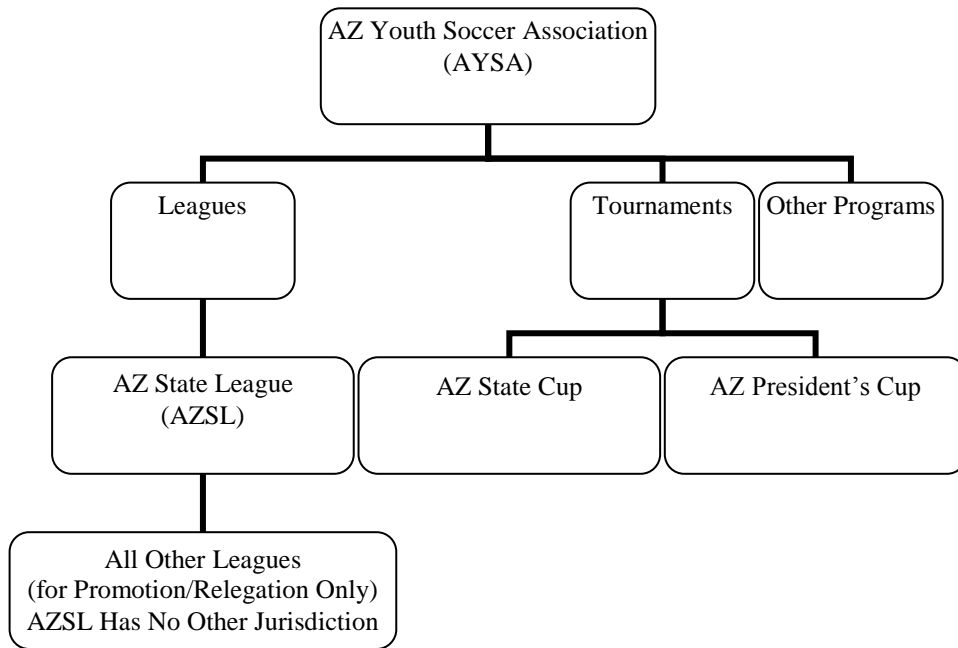 AZ Youth Soccer Association
(AYSA)
Leagues
Tournaments
Other Programs
AZ State League
(AZSL)
AZ State Cup
AZ President’s Cup
All Other Leagues
(for Promotion/Relegation Only)
AZSL Has No Other Jurisdiction